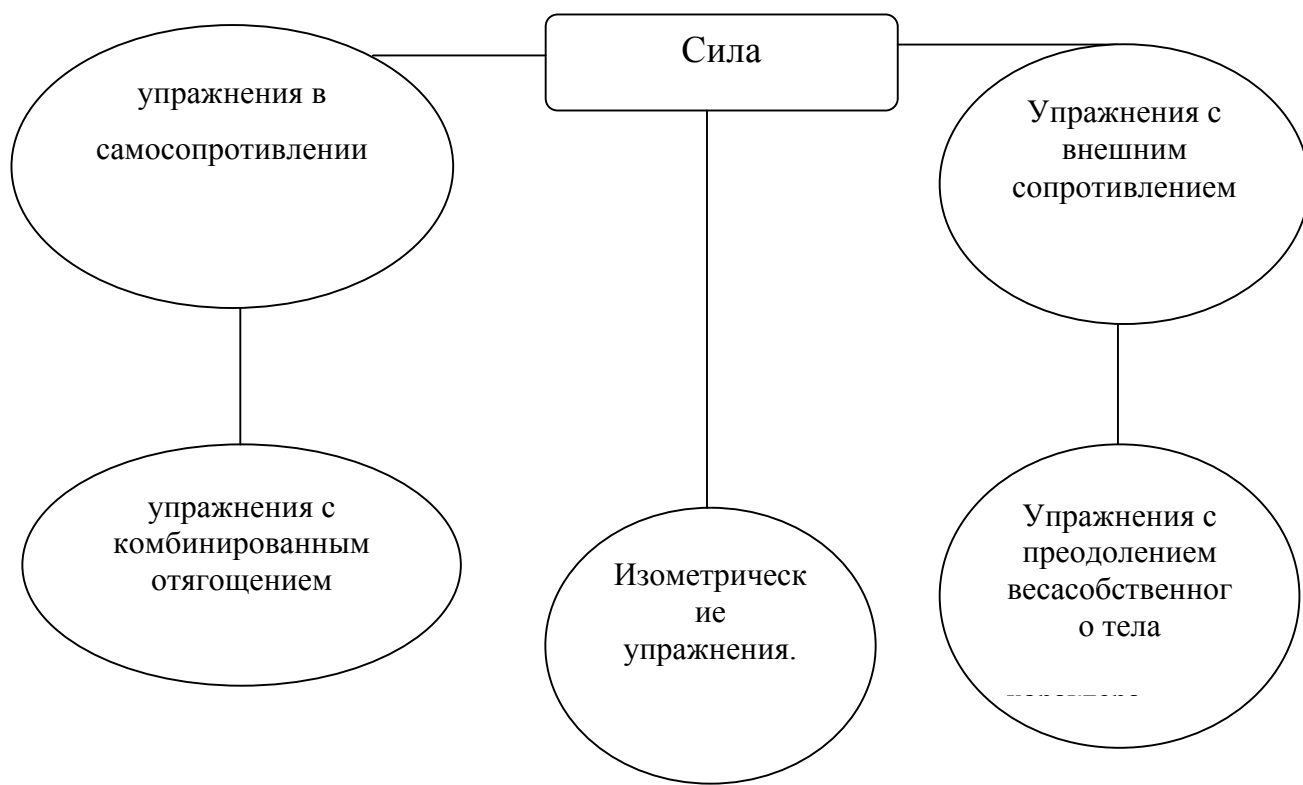 Сила
упражнения в
самосопротивлении
Упражнения с
внешним
сопротивлением
упражнения с
комбинированным
отягощением
Изометрическ
ие
упражнения.
Упражнения с
преодолением
весасобственног
о тела